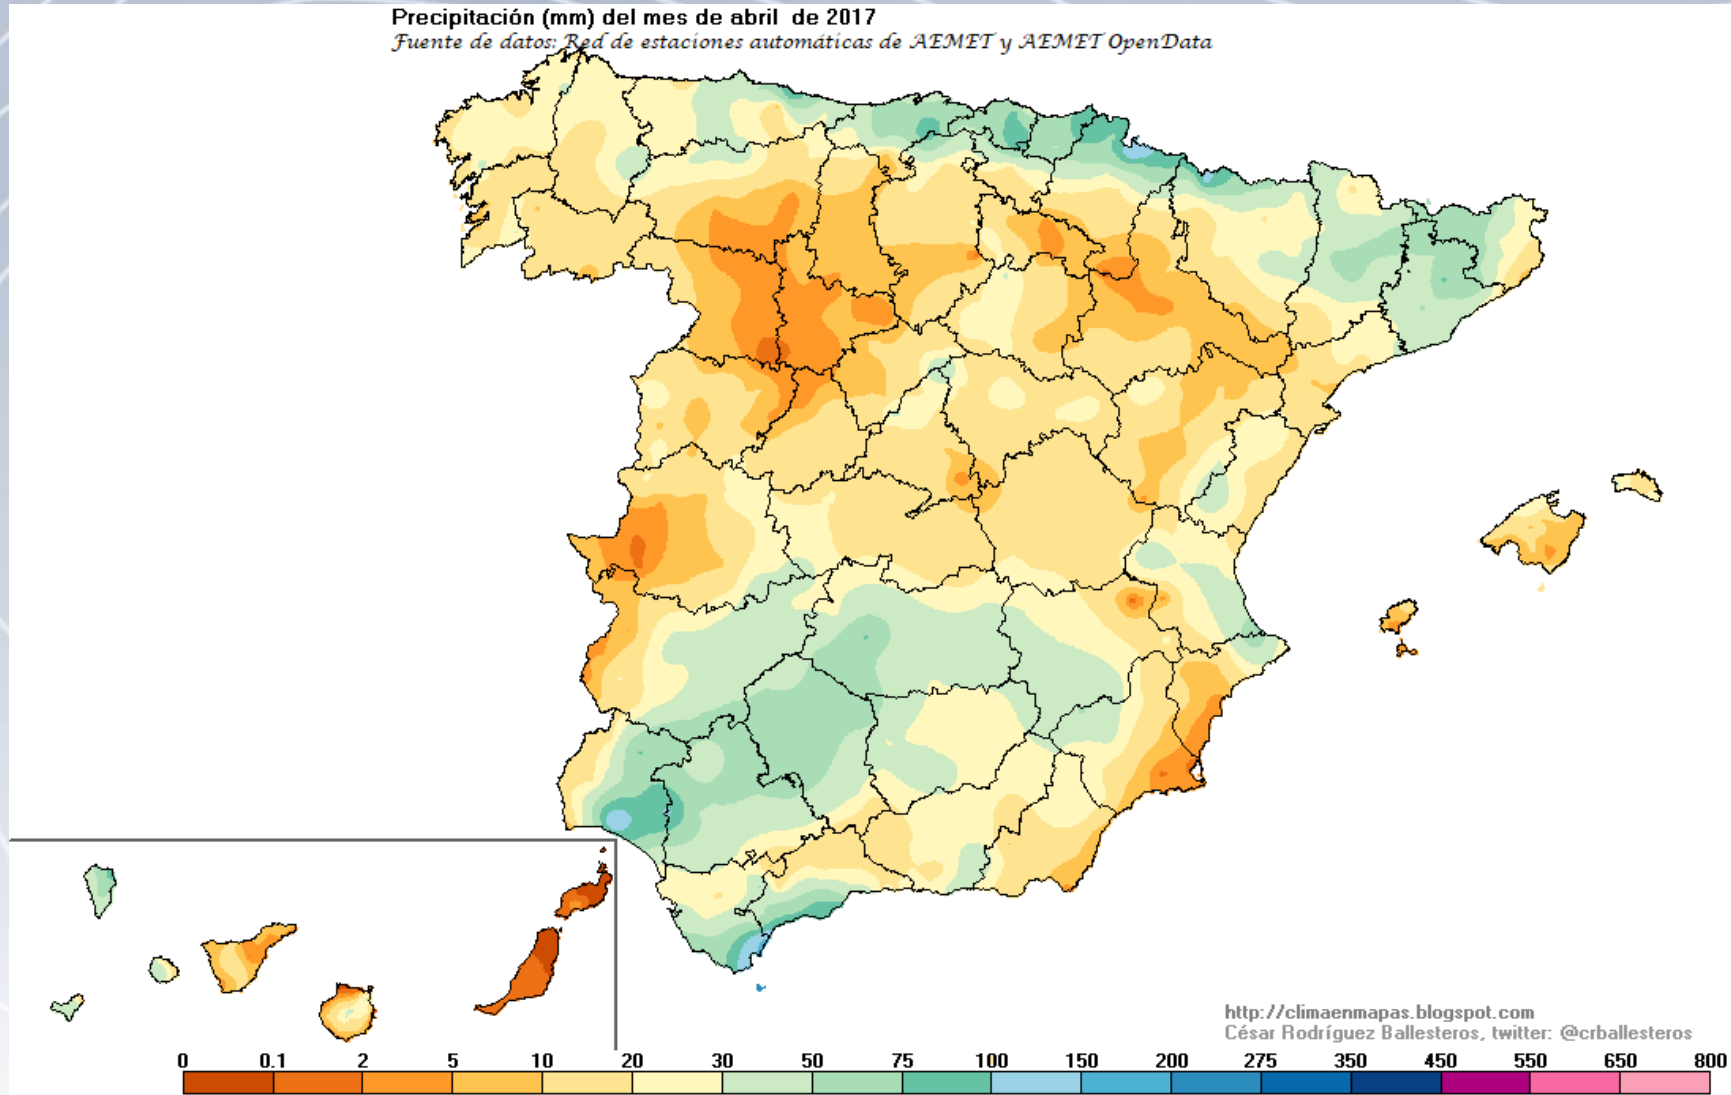 Precipitación (mm) del mes de abril  de 2017
Fuente de datos: Red de estaciones automáticas de AEMET y AEMET OpenData
http://climaenmapas.blogspot.com
César Rodríguez Ballesteros, twitter: @crballesteros
0 0.1 2 5 10 20 30 50 75 100 150 200 275 350 450 550 650 800